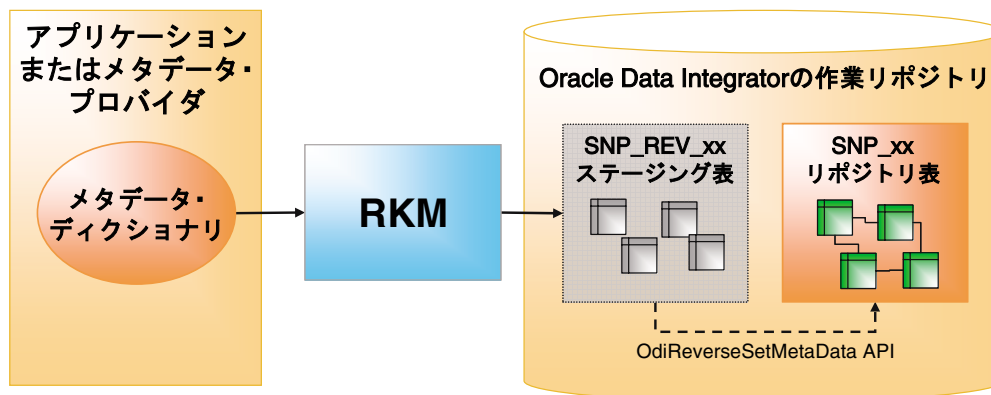 アプリケーション
またはメタデータ・
プロバイダ
メタデータ・
ディクショナリ
RKM
Oracle Data Integratorの作業リポジトリ
SNP_REV_xx
ステージング表
SNP_xx
リポジトリ表
OdiReverseSetMetaData API